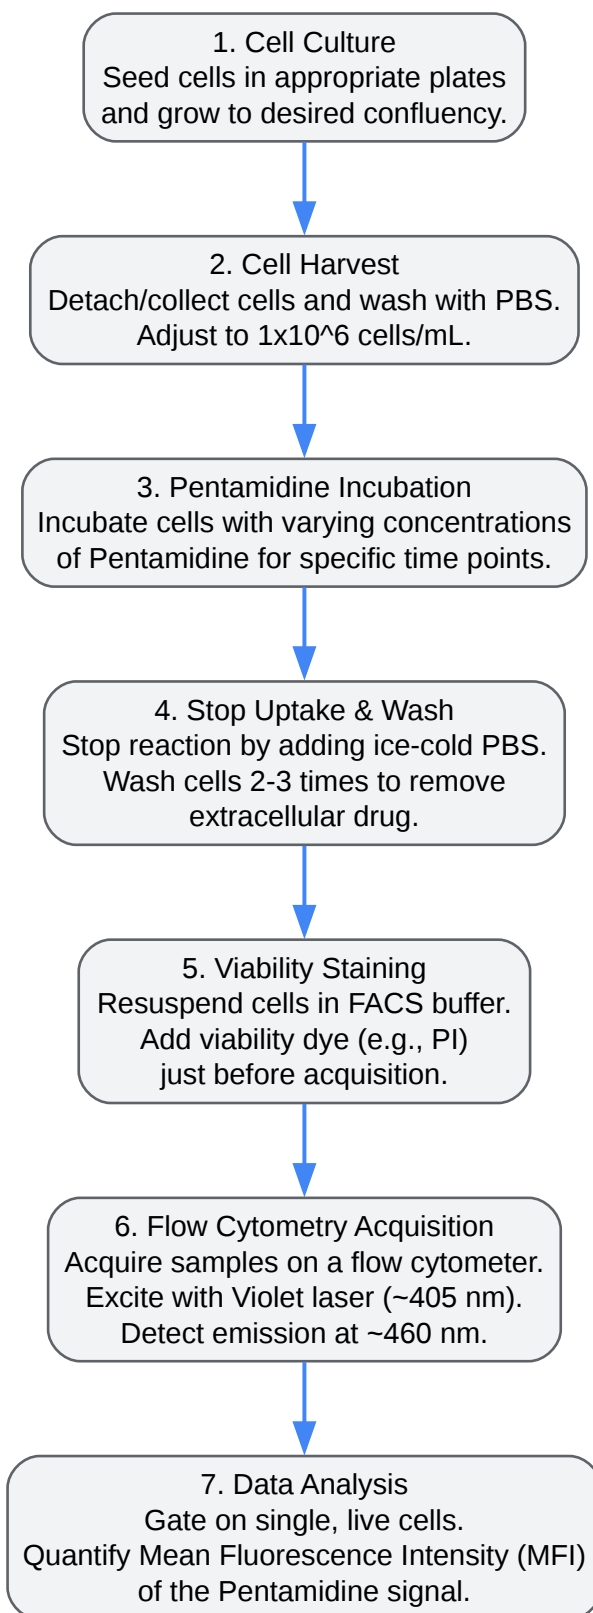 1. Cell Culture
Seed cells in appropriate plates
and grow to desired confluency.
2. Cell Harvest
Detach/collect cells and wash with PBS.
Adjust to 1x10^6 cells/mL.
3. Pentamidine Incubation
Incubate cells with varying concentrations
of Pentamidine for specific time points.
4. Stop Uptake & Wash
Stop reaction by adding ice-cold PBS.
Wash cells 2-3 times to remove
extracellular drug.
5. Viability Staining
Resuspend cells in FACS buffer.
Add viability dye (e.g., PI)
just before acquisition.
6. Flow Cytometry Acquisition
Acquire samples on a flow cytometer.
Excite with Violet laser (~405 nm).
Detect emission at ~460 nm.
7. Data Analysis
Gate on single, live cells.
Quantify Mean Fluorescence Intensity (MFI)
of the Pentamidine signal.